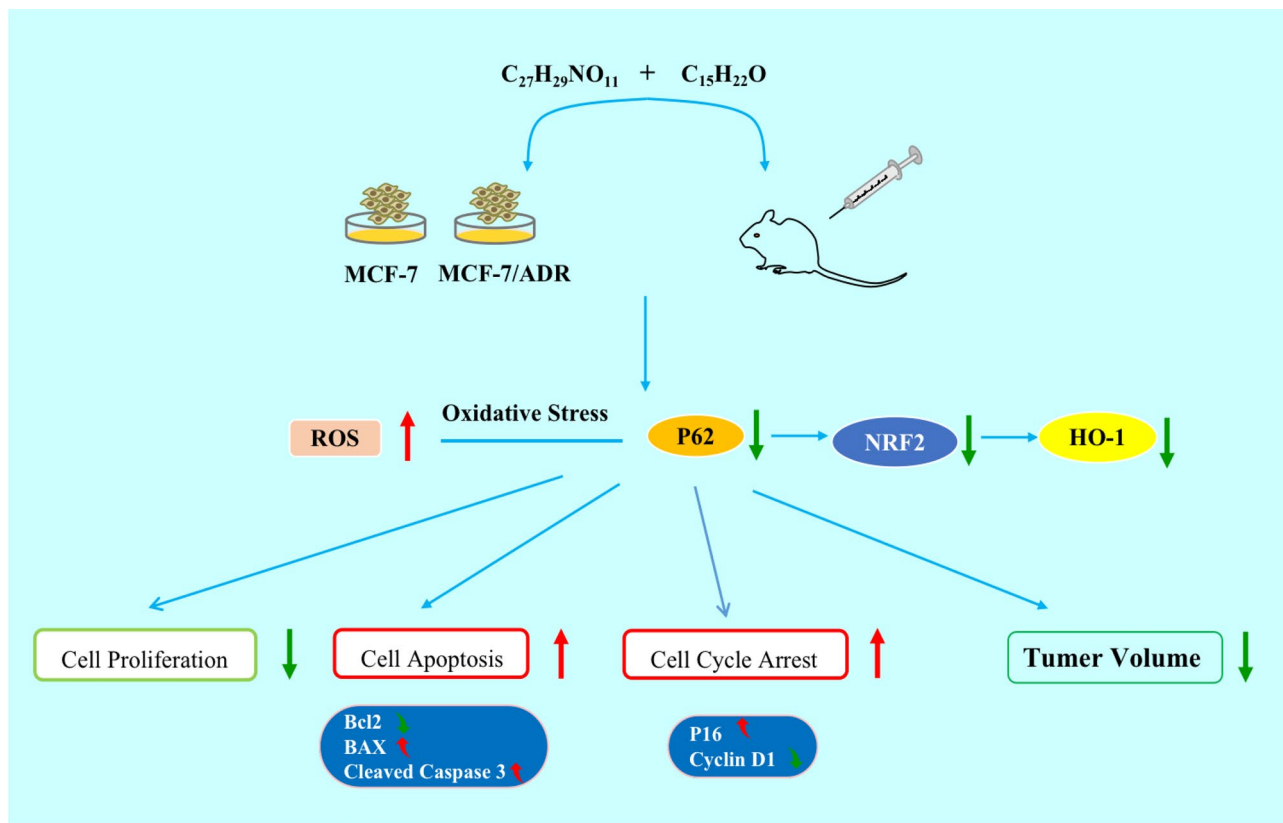 C₂₇H₂₉NO₁₁ + C₁₅H₂₂O
MCF-7 MCF-7/ADR
Oxidative Stress
ROS P62 NRF2 HO-1
Cell Proliferation Cell Apoptosis Cell Cycle Arrest Tumer Volume
Bcl2
BAX
Cleaved Caspase 3
P16
Cyclin D1